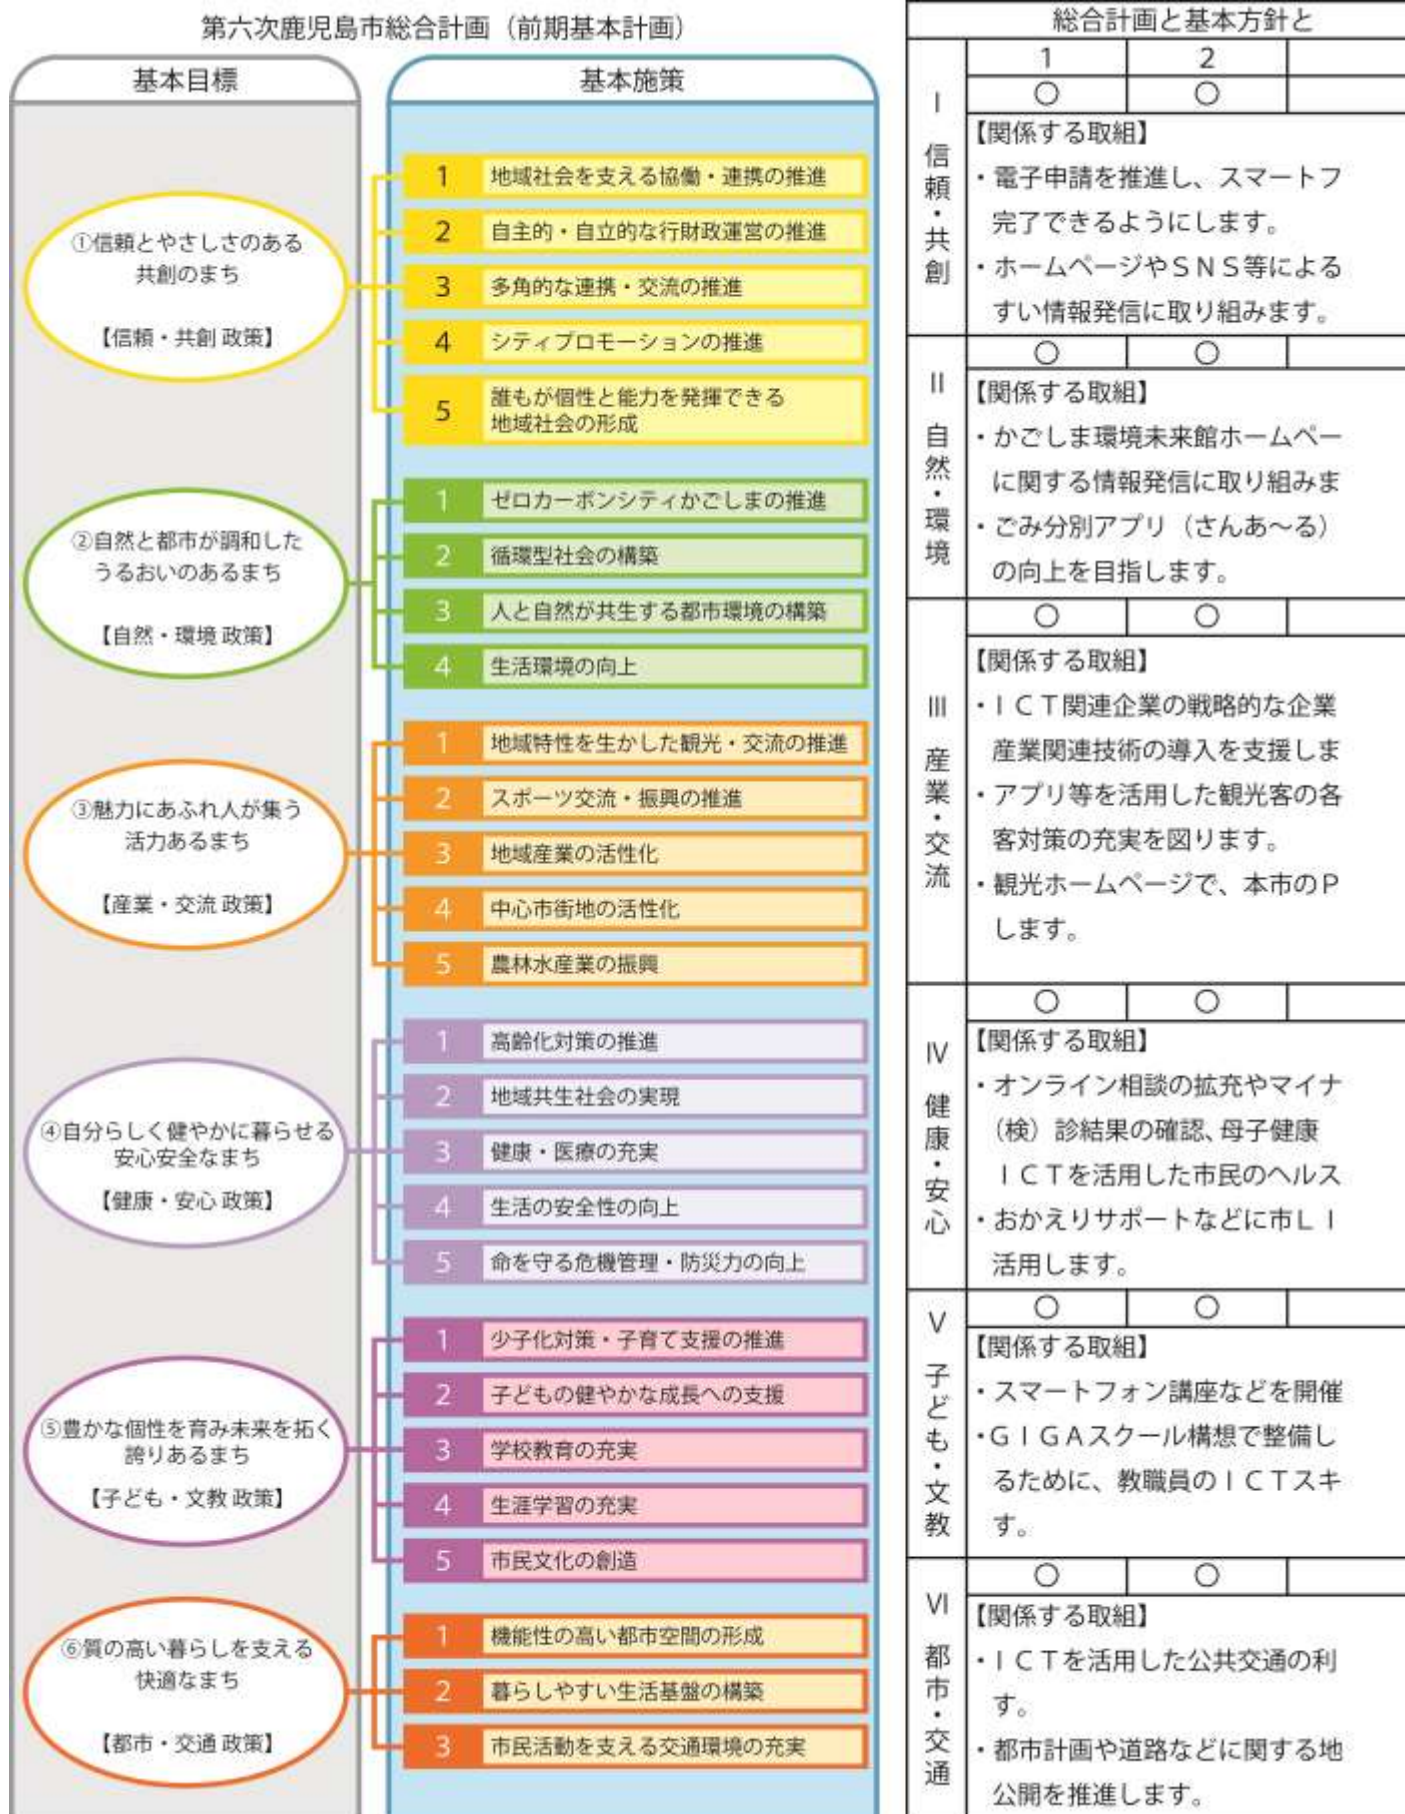 第六次鹿児島市総合計画（前期基本計画）
基本目標
基本施策
①信頼とやさしさのある
共創のまち
【信頼・共創 政策】
1 地域社会を支える協働・連携の推進
2 自主的・自立的な行財政運営の推進
3 多角的な連携・交流の推進
4 シティプロモーションの推進
5 誰もが個性と能力を発揮できる
地域社会の形成
②自然と都市が調和した
うるおいのあるまち
【自然・環境 政策】
1 ゼロカーボンシティかごしまの推進
2 循環型社会の構築
3 人と自然が共生する都市環境の構築
4 生活環境の向上
③魅力にあふれ人が集う
活力あるまち
【産業・交流 政策】
1 地域特性を生かした観光・交流の推進
2 スポーツ交流・振興の推進
3 地域産業の活性化
4 中心市街地の活性化
5 農林水産業の振興
④自分らしく健やかに暮らせる
安心安全なまち
【健康・安心 政策】
1 高齢化対策の推進
2 地域共生社会の実現
3 健康・医療の充実
4 生活の安全性の向上
5 命を守る危機管理・防災力の向上
⑤豊かな個性を育み未来を拓く
誇りあるまち
【子ども・文教 政策】
1 少子化対策・子育て支援の推進
2 子どもの健やかな成長への支援
3 学校教育の充実
4 生涯学習の充実
5 市民文化の創造
⑥質の高い暮らしを支える
快適なまち
【都市・交通 政策】
1 機能性の高い都市空間の形成
2 暮らしやすい生活基盤の構築
3 市民活動を支える交通環境の充実
総合計画と基本方針と
Ⅰ 信頼・共創
1 2
○ ○
【関係する取組】
・電子申請を推進し、スマートフ
完了できるようにします。
・ホームページやＳＮＳ等による
すい情報発信に取り組みます。
Ⅱ 自然・環境
○ ○
【関係する取組】
・かごしま環境未来館ホームペー
に関する情報発信に取り組みま
・ごみ分別アプリ（さんあ～る）
の向上を目指します。
Ⅲ 産業・交流
○ ○
【関係する取組】
・ＩＣＴ関連企業の戦略的な企業
産業関連技術の導入を支援しま
・アプリ等を活用した観光客の各
客対策の充実を図ります。
・観光ホームページで、本市のＰ
します。
Ⅳ 健康・安心
○ ○
【関係する取組】
・オンライン相談の拡充やマイナ
（検）診結果の確認、母子健康
ＩＣＴを活用した市民のヘルス
・おかえりサポートなどに市ＬＩ
活用します。
Ⅴ 子ども・文教
○ ○
【関係する取組】
・スマートフォン講座などを開催
・ＧＩＧＡスクール構想で整備し
るために、教職員のＩＣＴスキ
す。
Ⅵ 都市・交通
○ ○
【関係する取組】
・ＩＣＴを活用した公共交通の利
す。
・都市計画や道路などに関する地
公開を推進します。